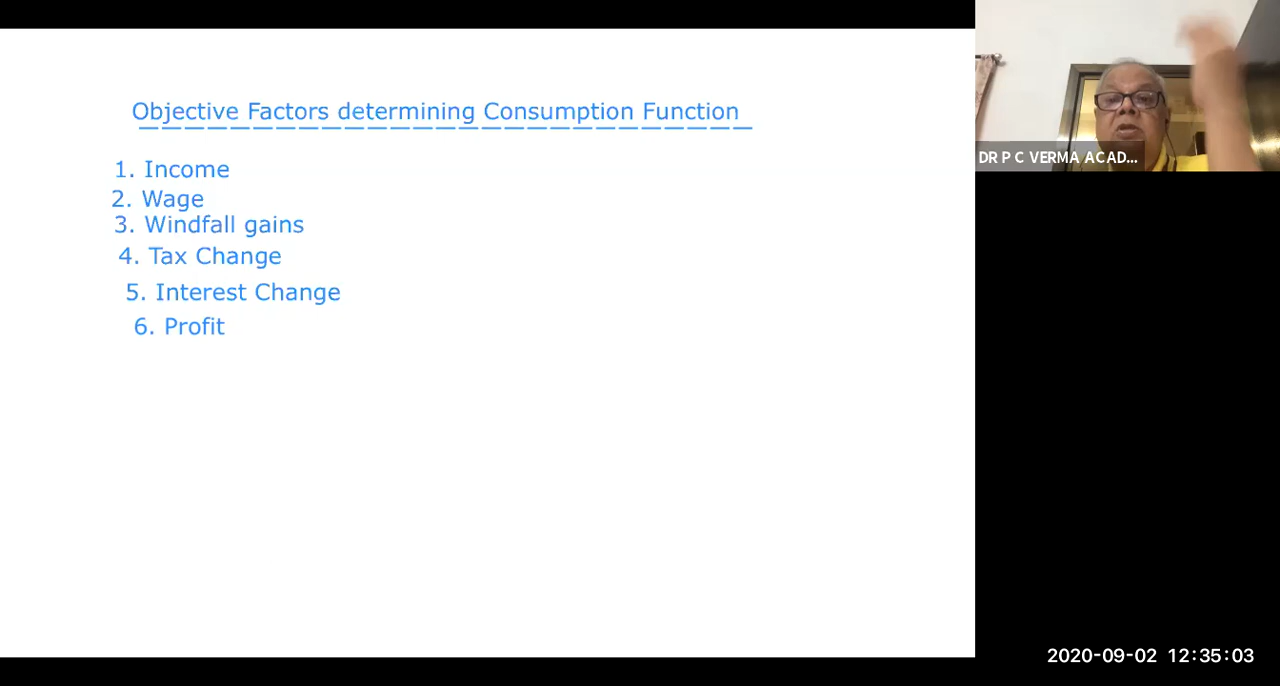 Objective Factors determining Consumption Function
1. Income
2. Wage
3. Windfall gains
4. Tax Change
5. Interest Change
6. Profit
DR P C VERMA ACAD...
2020-09-02 12:35:03